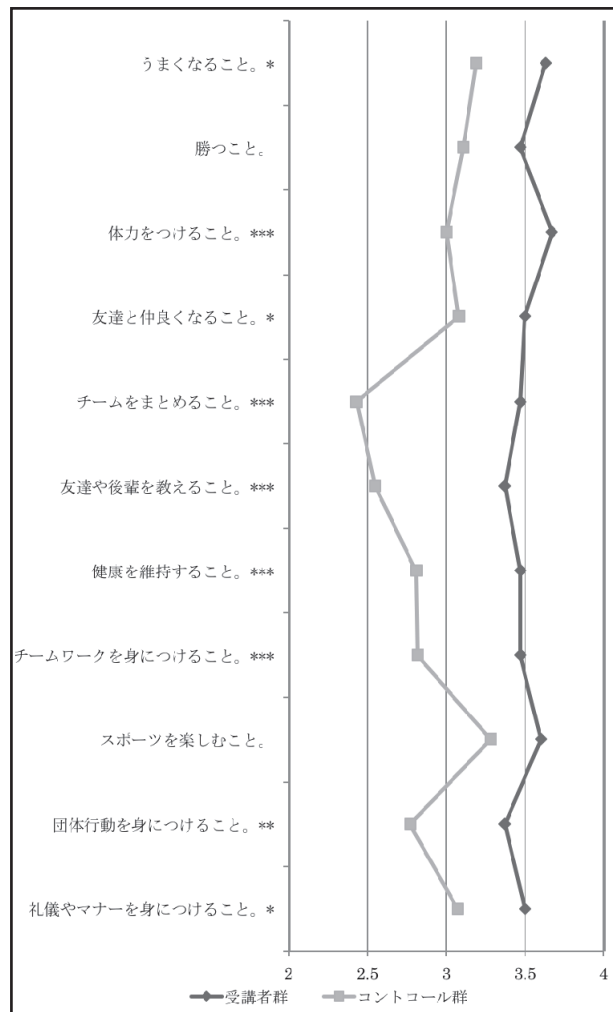 うまくなること。*
勝つこと。
体力をつけること。***
友達と仲良くなること。*
チームをまとめること。***
友達や後輩を教えること。***
健康を維持すること。***
チームワークを身につけること。***
スポーツを楽しむこと。
団体行動を身につけること。**
礼儀やマナーを身につけること。*
2 2.5 3 3.5 4
受講者群 コントコール群